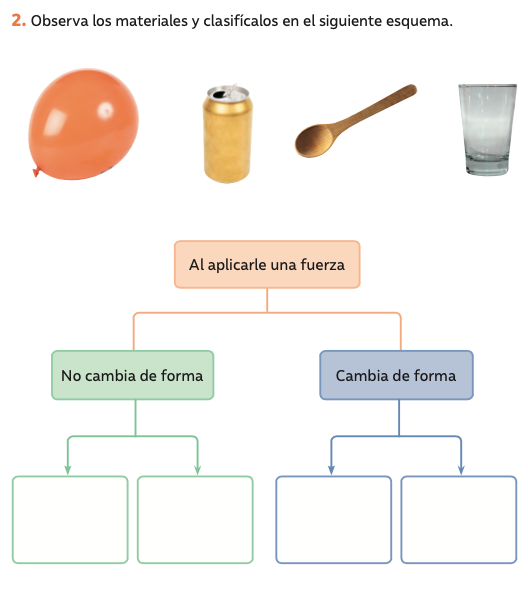 2. Observa los materiales y clasifícalos en el siguiente esquema.
Al aplicarle una fuerza
No cambia de forma
Cambia de forma